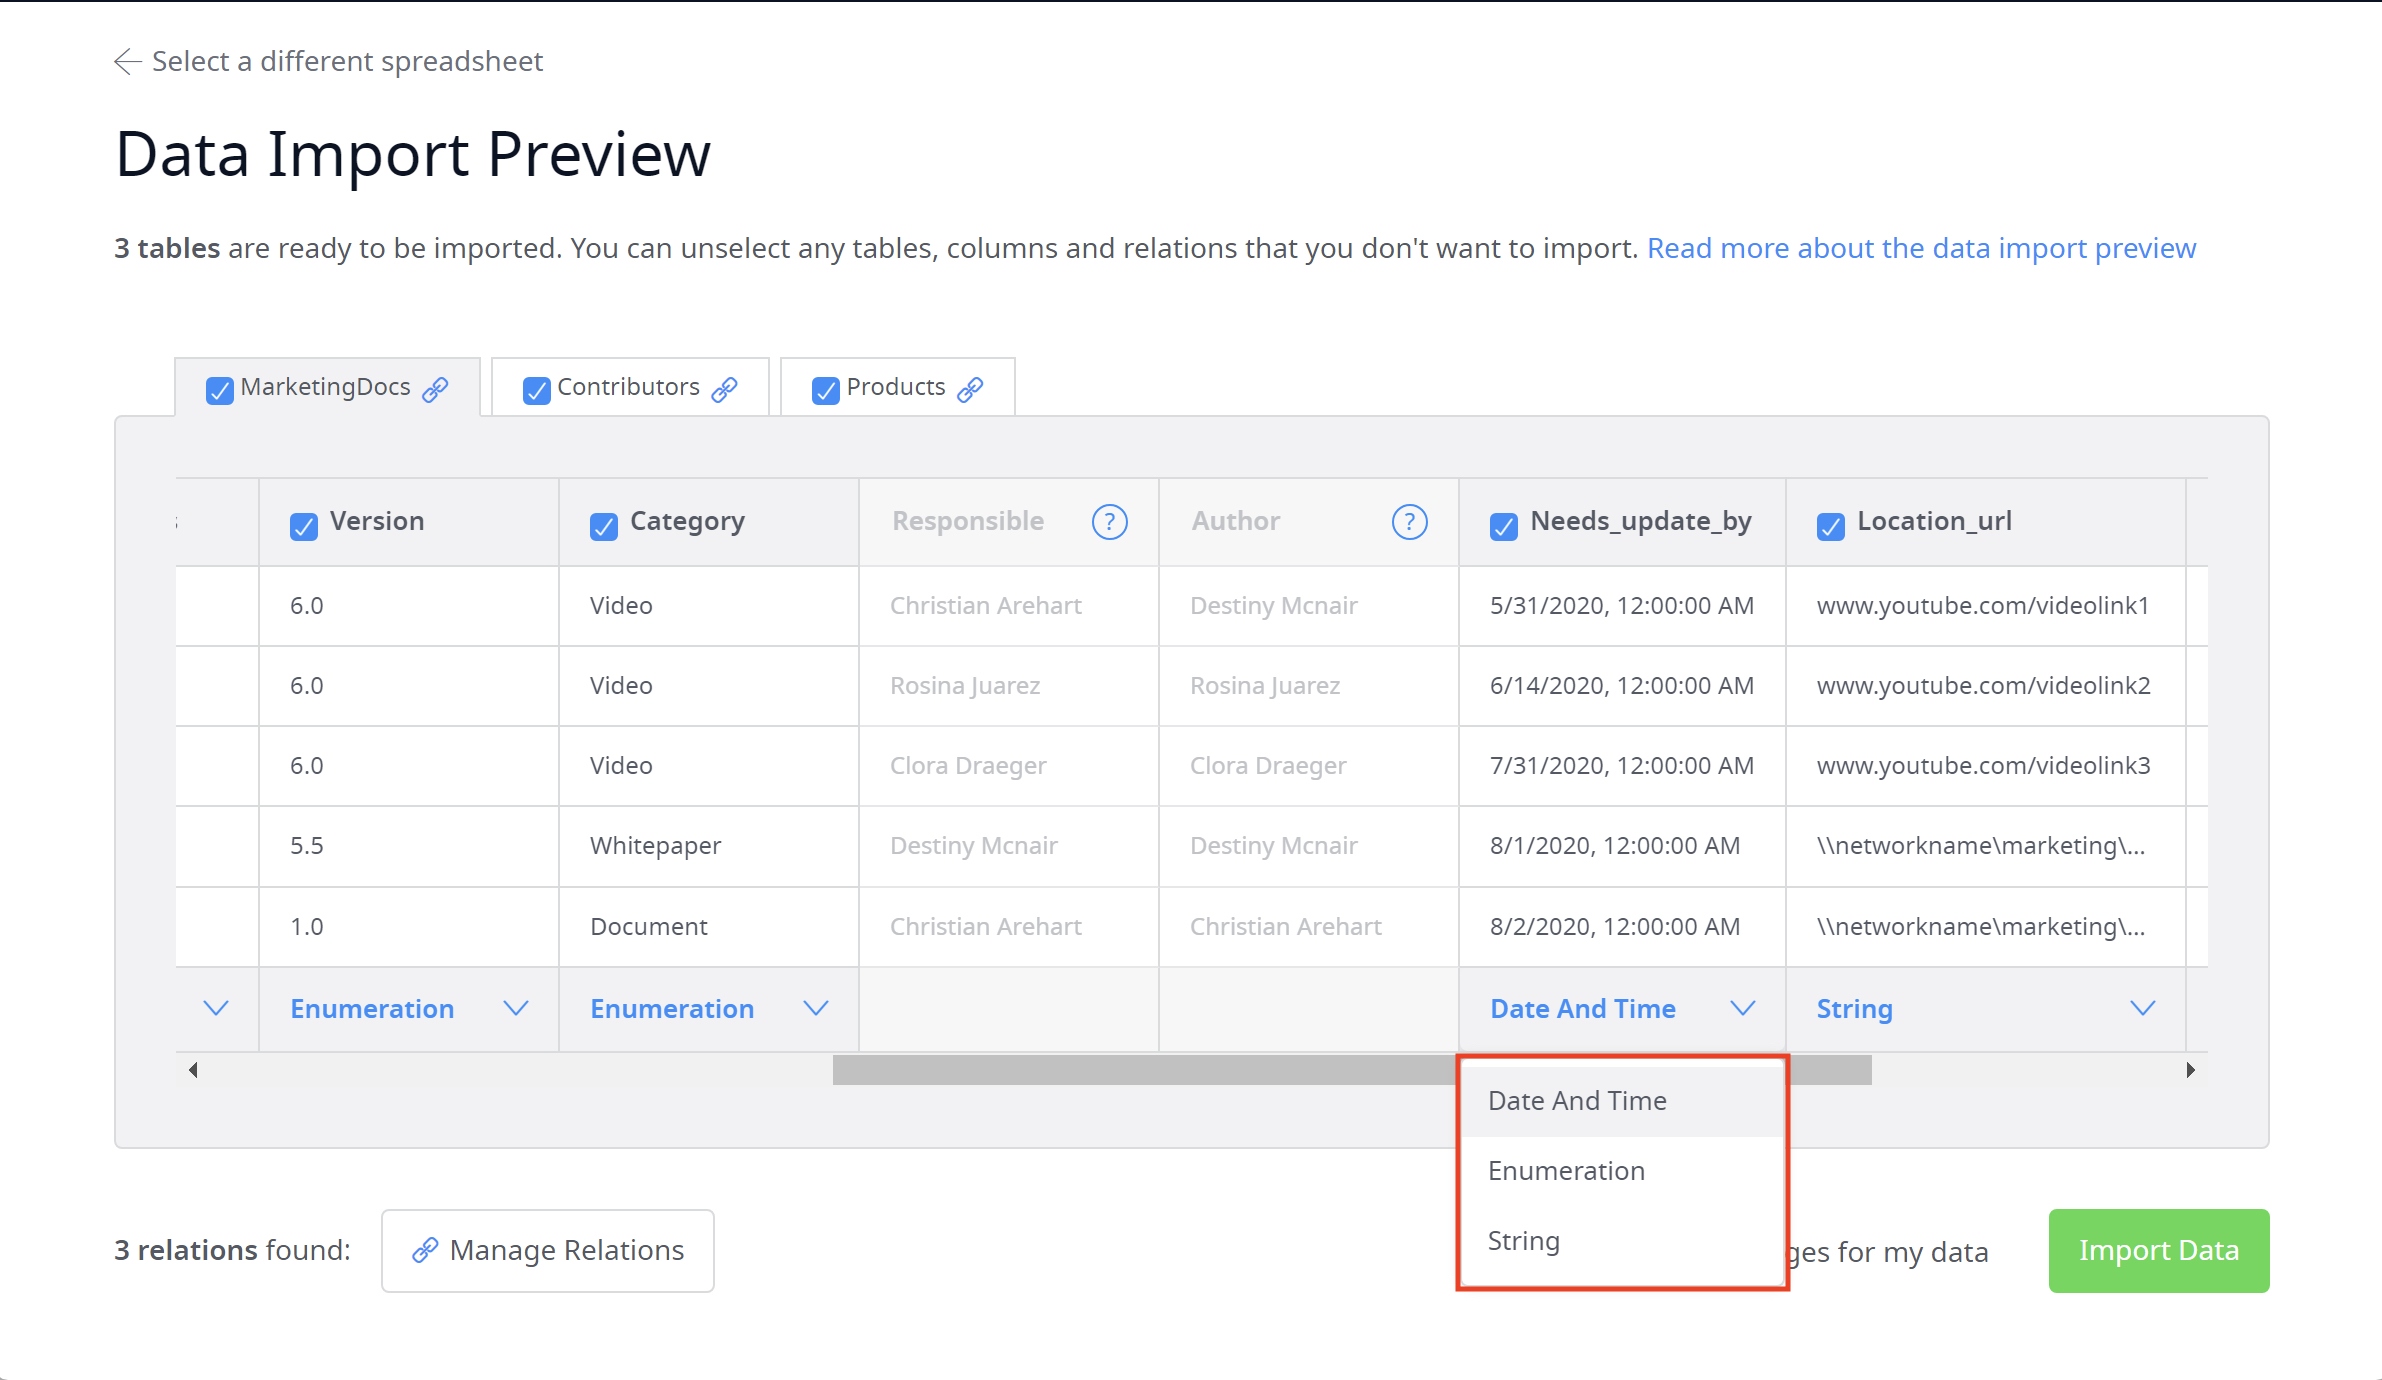 Select a different spreadsheet
Data Import Preview
3 tables are ready to be imported. You can unselect any tables, columns and relations that you don't want to import. Read more about the data import preview
MarketingDocs Contributors Products
Version Category Responsible ? Author ? Needs_update_by Location_url
6.0 Video Christian Arehart Destiny Mcnair 5/31/2020, 12:00:00 AM www.youtube.com/videolink1
6.0 Video Rosina Juarez Rosina Juarez 6/14/2020, 12:00:00 AM www.youtube.com/videolink2
6.0 Video Clora Draeger Clora Draeger 7/31/2020, 12:00:00 AM www.youtube.com/videolink3
5.5 Whitepaper Destiny Mcnair Destiny Mcnair 8/1/2020, 12:00:00 AM \\networkname\marketing\...
1.0 Document Christian Arehart Christian Arehart 8/2/2020, 12:00:00 AM \\networkname\marketing\...
Enumeration Enumeration Date And Time String
Date And Time
Enumeration
String
3 relations found: Manage Relations ges for my data Import Data